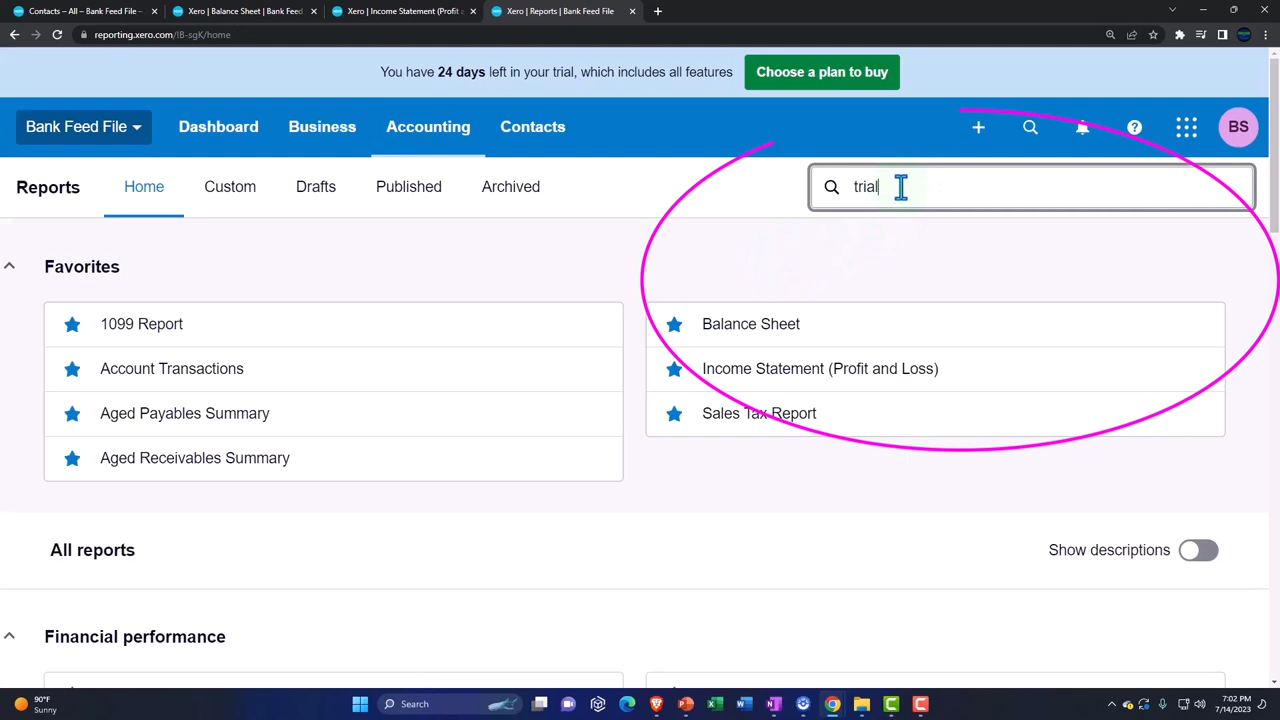 Contacts – All – Bank Feed File
Xero | Balance Sheet | Bank Feed
Xero | Income Statement (Profit a
Xero | Reports | Bank Feed File
reporting.xero.com/!B-sgK/home
You have 24 days left in your trial, which includes all features
Choose a plan to buy
Bank Feed File
Dashboard
Business
Accounting
Contacts
BS
Reports
Home
Custom
Drafts
Published
Archived
trial
Favorites
1099 Report
Account Transactions
Aged Payables Summary
Aged Receivables Summary
Balance Sheet
Income Statement (Profit and Loss)
Sales Tax Report
All reports
Show descriptions
Financial performance
90°F
Sunny
Search
7:02 PM
7/14/2023